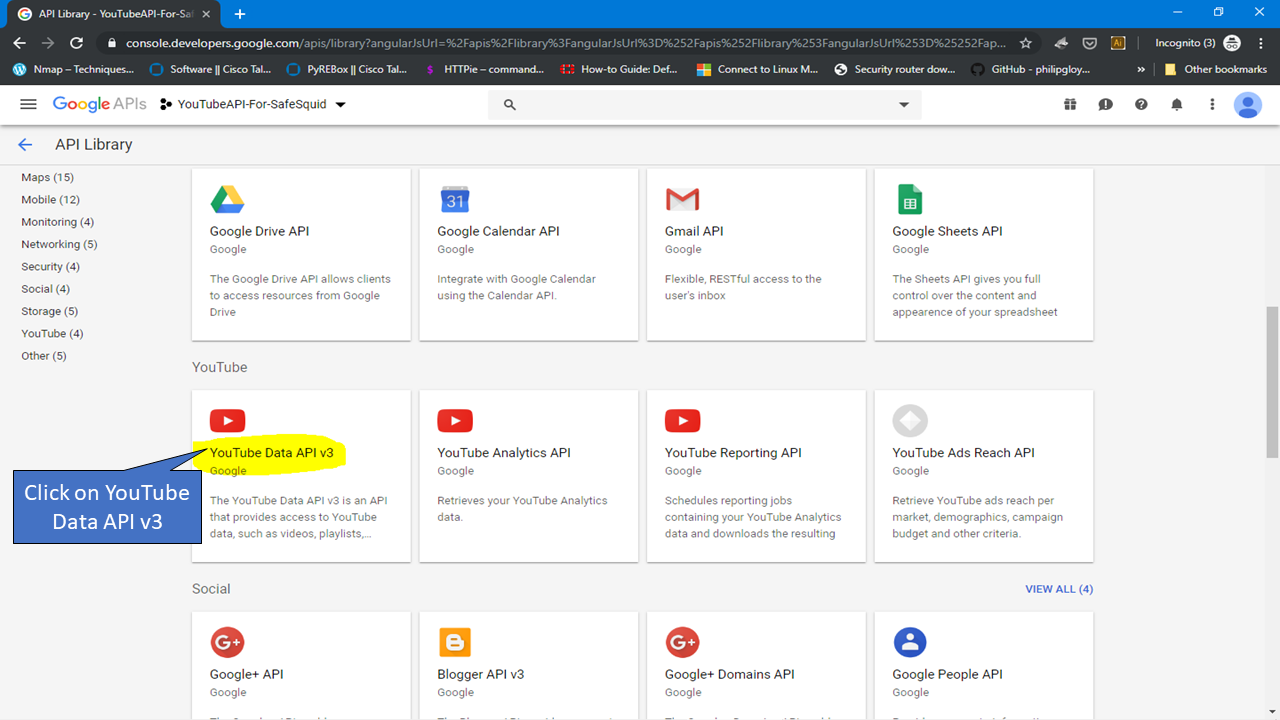 API Library - YouTubeAPI-For-Saf
console.developers.google.com/apis/library?angularJsUrl=%2Fapis%2Flibrary%3FangularJsUrl%3D%252Fapis%252Flibrary%253FangularJsUrl%253D%25252Fap...
Incognito (3)
Nmap – Techniques...
Software || Cisco Tal...
PyREBox || Cisco Tal...
HTTPie – comman...
How-to Guide: Def...
Connect to Linux M...
Security router dow...
GitHub - philipgloy...
»
Other bookmarks
Google APIs
YouTubeAPI-For-SafeSquid
API Library
Maps (15)
Mobile (12)
Monitoring (4)
Networking (5)
Security (4)
Social (4)
Storage (5)
YouTube (4)
Other (5)
Google Drive API
Google
The Google Drive API allows clients
to access resources from Google
Drive
31
Google Calendar API
Google
Integrate with Google Calendar
using the Calendar API.
Gmail API
Google
Flexible, RESTful access to the
user's inbox
Google Sheets API
Google
The Sheets API gives you full
control over the content and
appearence of your spreadsheet
YouTube
YouTube Data API v3
Google
The YouTube Data API v3 is an API
that provides access to YouTube
data, such as videos, playlists,...
Click on YouTube
Data API v3
YouTube Analytics API
Google
Retrieves your YouTube Analytics
data.
YouTube Reporting API
Google
Schedules reporting jobs
containing your YouTube Analytics
data and downloads the resulting
YouTube Ads Reach API
Google
Retrieve YouTube ads reach per
market, demographics, campaign
budget and other criteria.
Social
VIEW ALL (4)
G+
Google+ API
Google
Blogger API v3
Google
G+
Google+ Domains API
Google
Google People API
Google